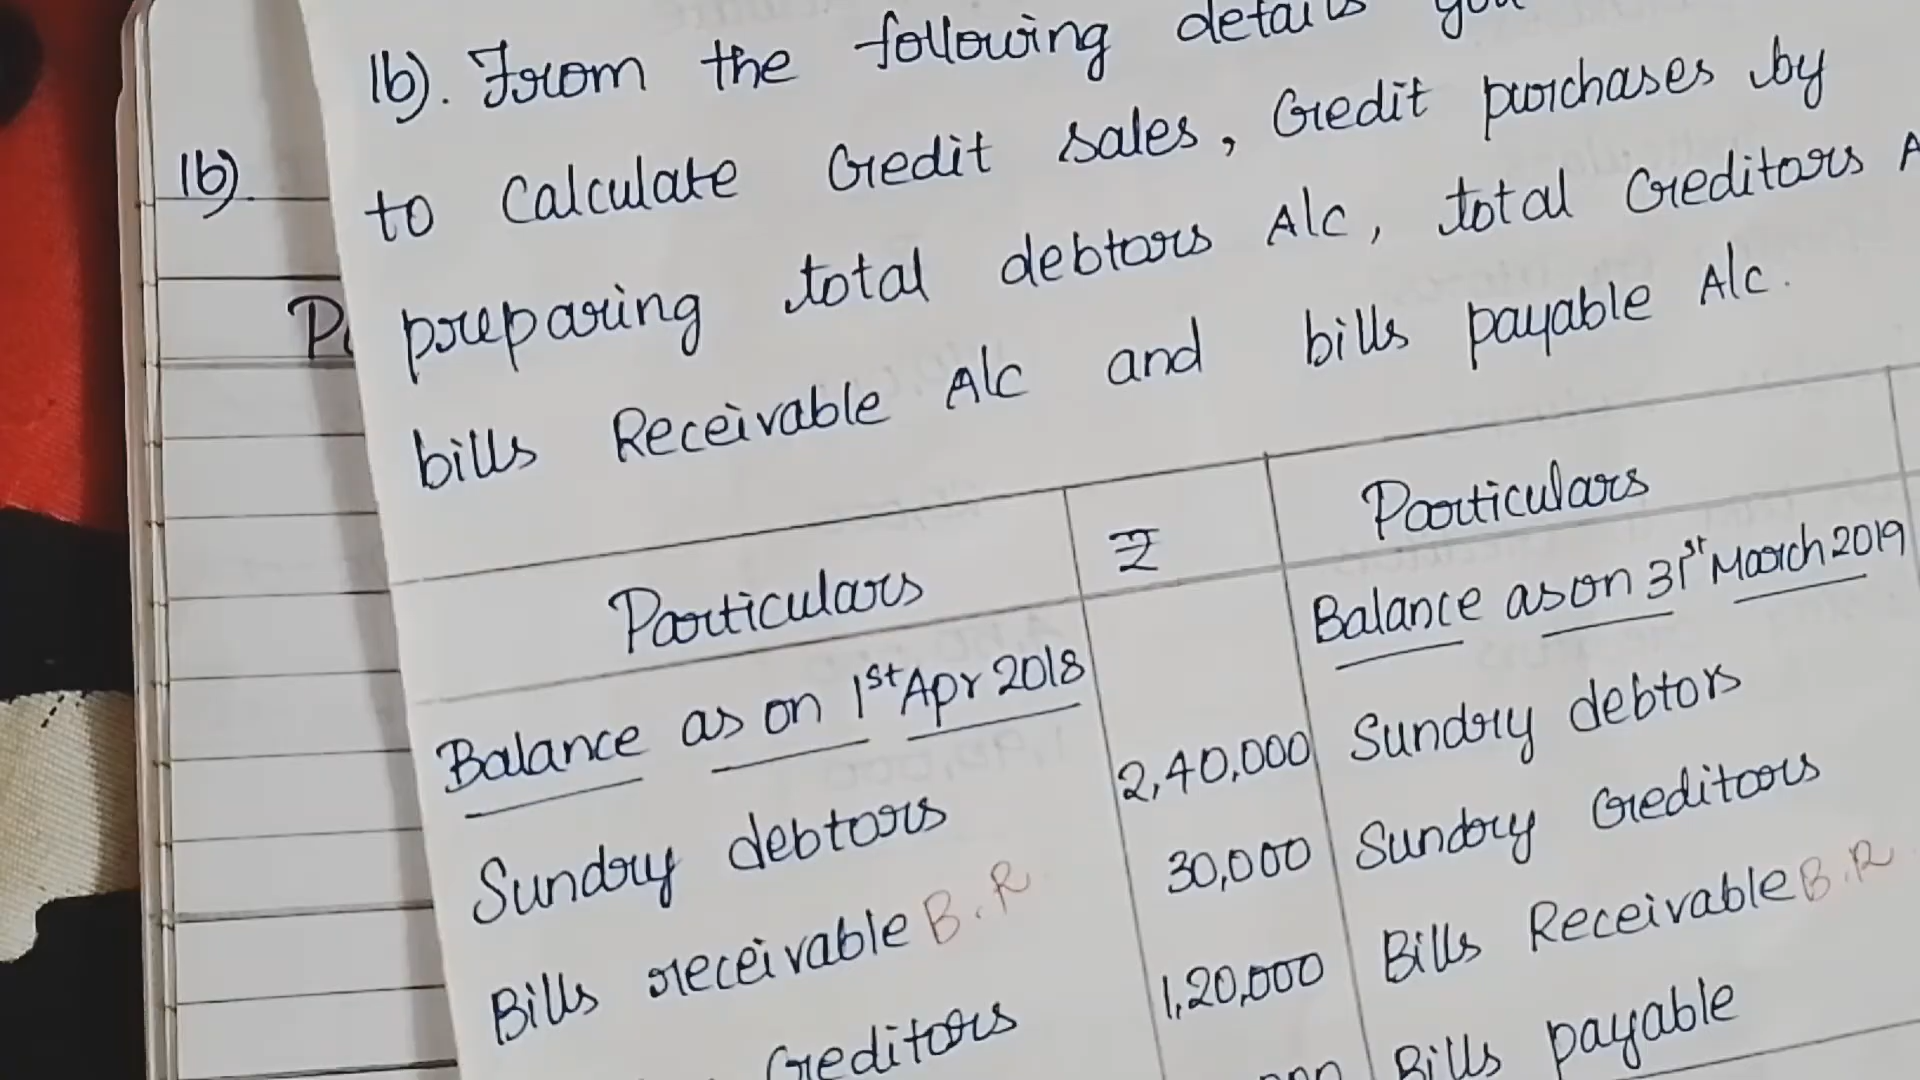 16).
16). From the following details you
to Calculate Credit sales, Credit purchases by
preparing total debtors A/c, total Creditors A
bills Receivable A/c and bills payable A/c.
Particulars ₹ Particulars
Balance as on 1st Apr 2018 Balance as on 31st March 2019
Sundry debtors 2,40,000 Sundry debtors
Bills receivable B.R 30,000 Sundry Creditors
Creditors 1,20,000 Bills Receivable B.R
Bills payable